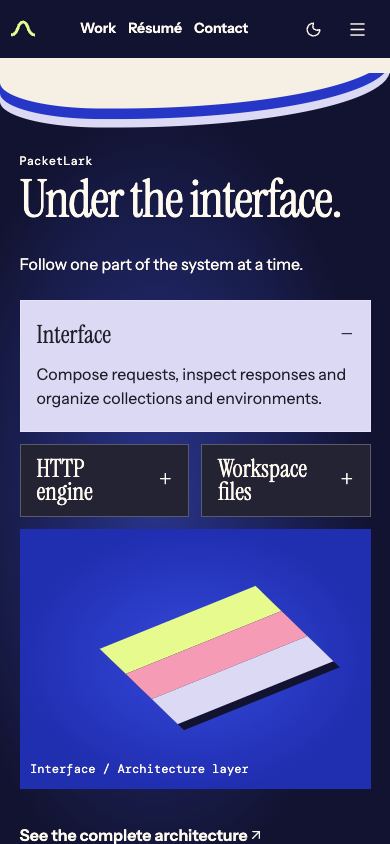 Work Résumé Contact
PacketLark
Under the interface.
Follow one part of the system at a time.
Interface −
Compose requests, inspect responses and
organize collections and environments.
HTTP
engine +
Workspace
files +
Interface / Architecture layer
See the complete architecture ↗